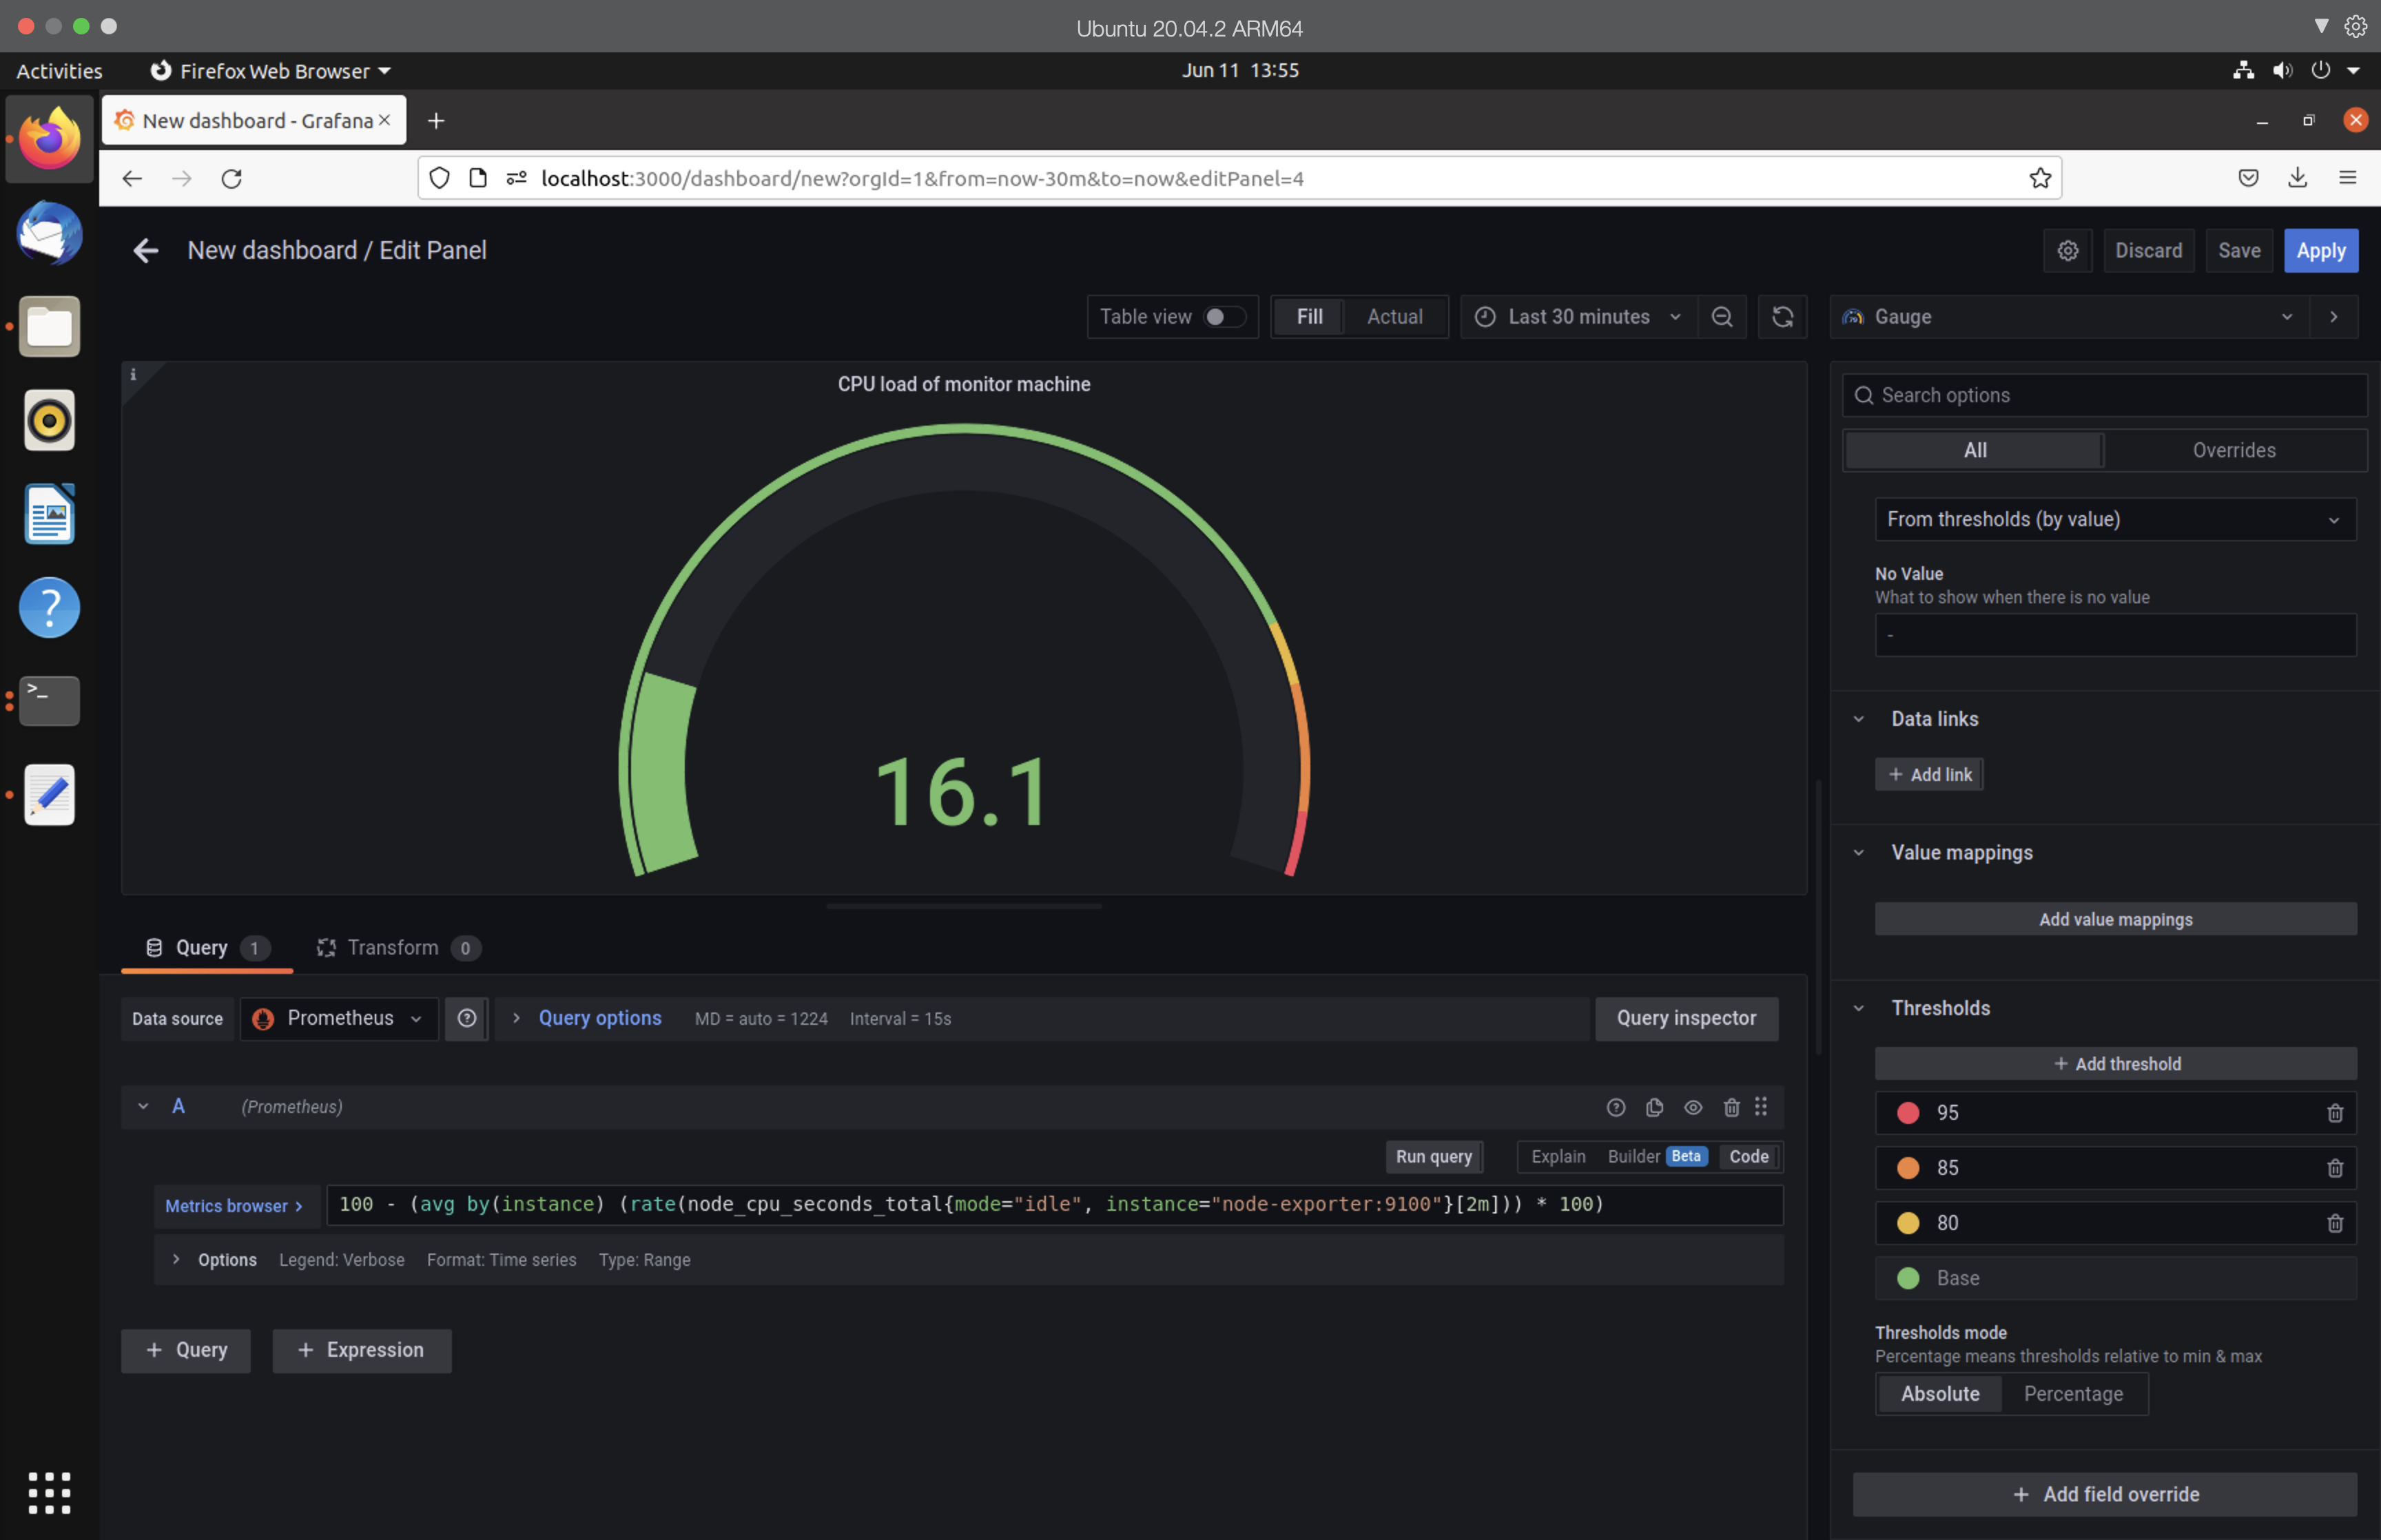 Ubuntu 20.04.2 ARM64
Activities Firefox Web Browser Jun 11 13:55
New dashboard - Grafana
localhost:3000/dashboard/new?orgId=1&from=now-30m&to=now&editPanel=4
New dashboard / Edit Panel Discard Save Apply
Table view Fill Actual Last 30 minutes Gauge
CPU load of monitor machine
16.1
Search options
All Overrides
From thresholds (by value)
No Value
What to show when there is no value
-
Data links
+ Add link
Value mappings
Add value mappings
Thresholds
+ Add threshold
95
85
80
Base
Thresholds mode
Percentage means thresholds relative to min & max
Absolute Percentage
+ Add field override
Query 1 Transform 0
Data source Prometheus Query options MD = auto = 1224 Interval = 15s Query inspector
A (Prometheus)
Run query Explain Builder Beta Code
Metrics browser > 100 - (avg by(instance) (rate(node_cpu_seconds_total{mode="idle", instance="node-exporter:9100"}[2m])) * 100)
Options Legend: Verbose Format: Time series Type: Range
+ Query + Expression